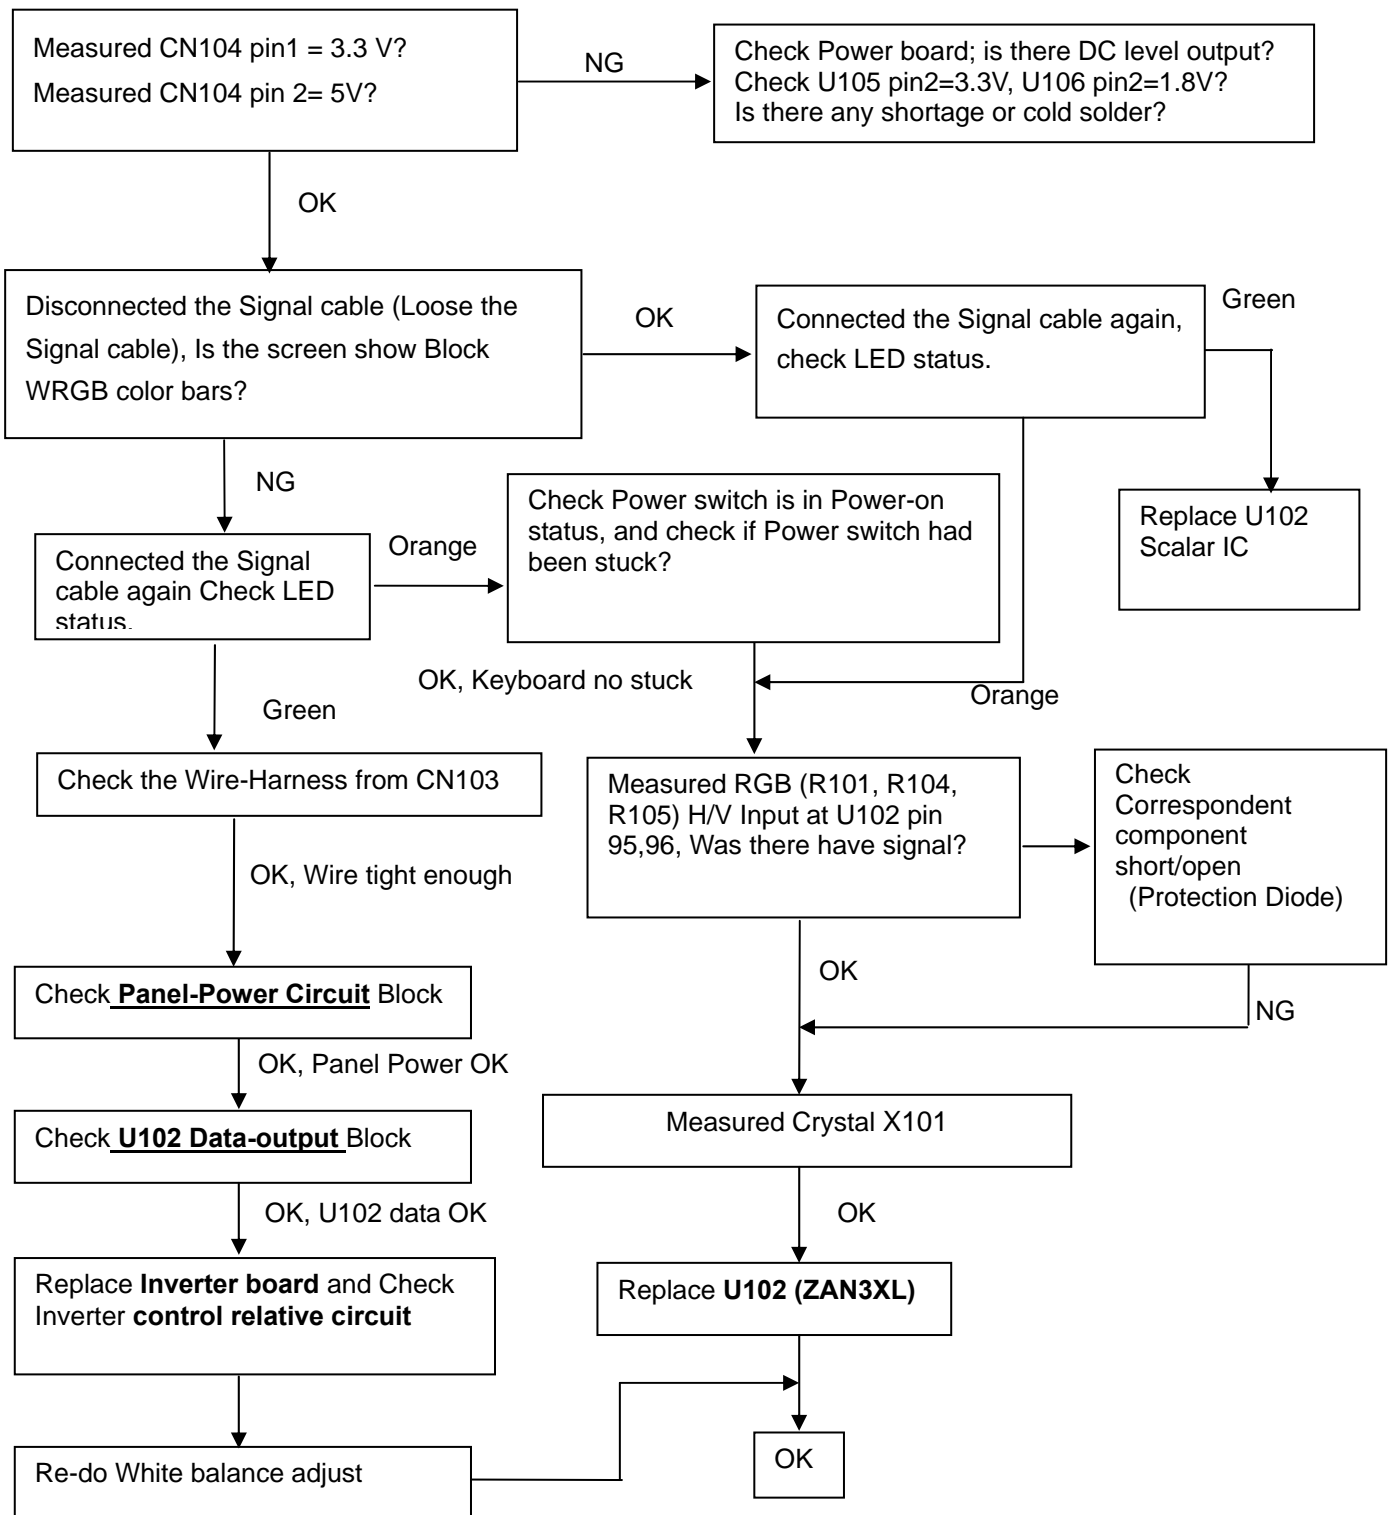 Measured CN104 pin1 = 3.3 V?
Measured CN104 pin 2= 5V?
NG
Check Power board; is there DC level output?
Check U105 pin2=3.3V, U106 pin2=1.8V?
Is there any shortage or cold solder?
OK
Disconnected the Signal cable (Loose the
Signal cable), Is the screen show Block
WRGB color bars?
OK
Connected the Signal cable again,
check LED status.
Green
Replace U102
Scalar IC
NG
Connected the Signal
cable again Check LED
status.
Orange
Check Power switch is in Power-on
status, and check if Power switch had
been stuck?
OK, Keyboard no stuck
Orange
Green
Check the Wire-Harness from CN103
Measured RGB (R101, R104,
R105) H/V Input at U102 pin
95,96, Was there have signal?
Check
Correspondent
component
short/open
(Protection Diode)
OK, Wire tight enough
OK
NG
Check Panel-Power Circuit Block
OK, Panel Power OK
Measured Crystal X101
Check U102 Data-output Block
OK, U102 data OK
OK
Replace Inverter board and Check
Inverter control relative circuit
Replace U102 (ZAN3XL)
Re-do White balance adjust
OK